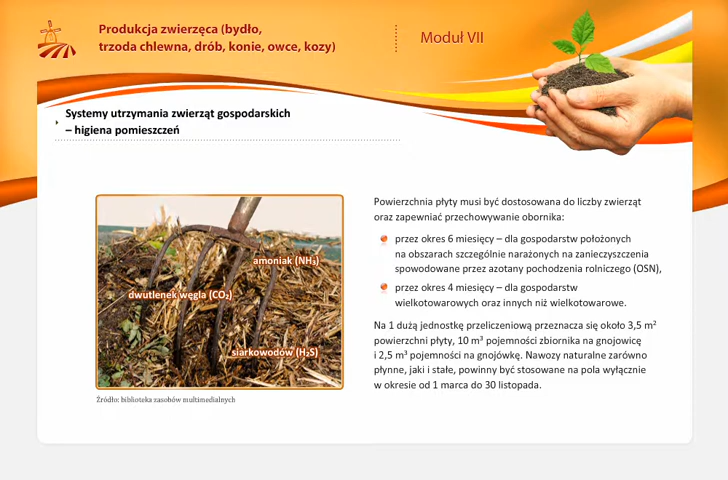 Produkcja zwierzęca (bydło,
trzoda chlewna, drób, konie, owce, kozy)
Moduł VII
Systemy utrzymania zwierząt gospodarskich
– higiena pomieszczeń
amoniak (NH₃)
dwutlenek węgla (CO₂)
siarkowodów (H₂S)
Źródło: biblioteka zasobów multimedialnych
Powierzchnia płyty musi być dostosowana do liczby zwierząt
oraz zapewniać przechowywanie obornika:
przez okres 6 miesięcy – dla gospodarstw położonych
na obszarach szczególnie narażonych na zanieczyszczenia
spowodowane przez azotany pochodzenia rolniczego (OSN),
przez okres 4 miesięcy – dla gospodarstw
wielkotowarowych oraz innych niż wielkotowarowe.
Na 1 dużą jednostkę przeliczeniową przeznacza się około 3,5 m²
powierzchni płyty, 10 m³ pojemności zbiornika na gnojowicę
i 2,5 m³ pojemności na gnojówkę. Nawozy naturalne zarówno
płynne, jaki i stałe, powinny być stosowane na pola wyłącznie
w okresie od 1 marca do 30 listopada.